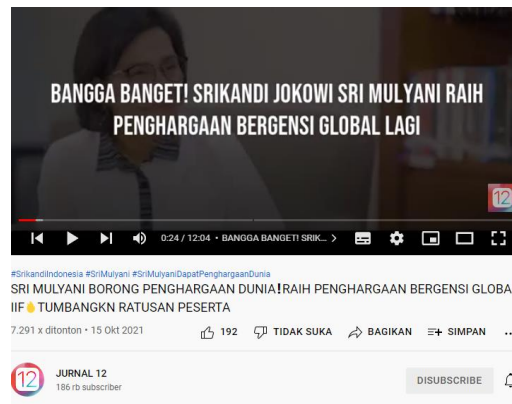 BANGGA BANGET! SRIKANDI JOKOWI SRI MULYANI RAIH
PENGHARGAAN BERGENSI GLOBAL LAGI
12
0:24 / 12:04 • BANGGA BANGET! SRIK... >
#SrikandiIndonesia #SriMulyani #SriMulyaniDapatPenghargaanDunia
SRI MULYANI BORONG PENGHARGAAN DUNIA❗RAIH PENGHARGAAN BERGENSI GLOBA
IIF TUMBANGKN RATUSAN PESERTA
7.291 x ditonton • 15 Okt 2021
192 TIDAK SUKA BAGIKAN SIMPAN ...
12
JURNAL 12
186 rb subscriber
DISUBSCRIBE